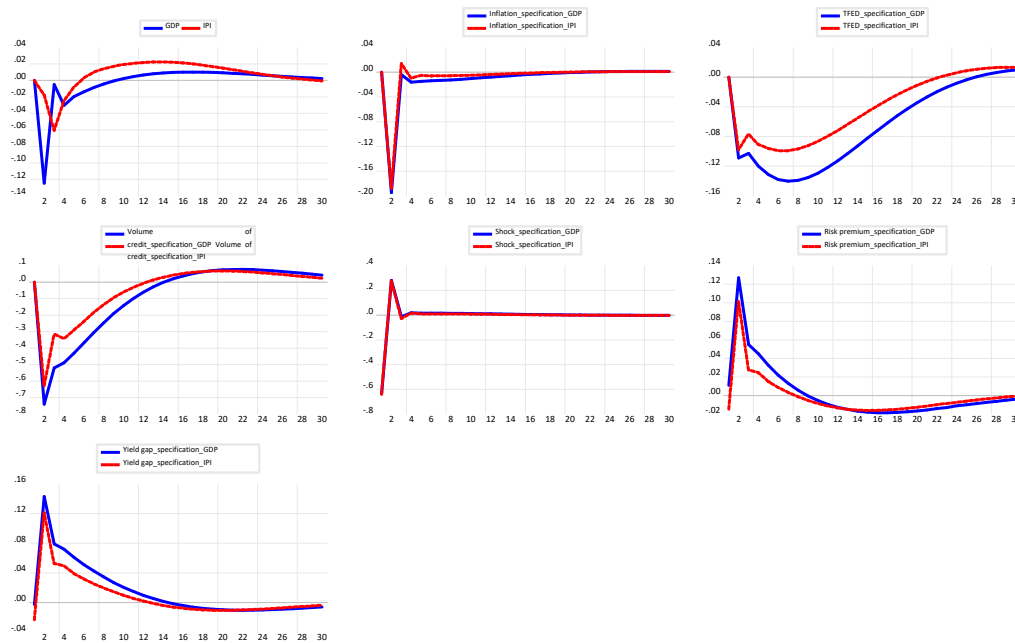 GDP IPI
.04
.02
.00
-.02
-.04
-.06
-.08
-.10
-.12
-.14
2 4 6 8 10 12 14 16 18 20 22 24 26 28 30
Inflation_specification_GDP
Inflation_specification_IPI
.04
.00
-.04
-.08
-.12
-.16
-.20
2 4 6 8 10 12 14 16 18 20 22 24 26 28 30
TFED_specification_GDP
TFED_specification_IPI
.04
.00
-.04
-.08
-.12
-.16
2 4 6 8 10 12 14 16 18 20 22 24 26 28 30
Volume of
credit_specification_GDP Volume of
credit_specification_IPI
.1
.0
-.1
-.2
-.3
-.4
-.5
-.6
-.7
-.8
2 4 6 8 10 12 14 16 18 20 22 24 26 28 30
Shock_specification_GDP
Shock_specification_IPI
.4
.2
.0
-.2
-.4
-.6
-.8
2 4 6 8 10 12 14 16 18 20 22 24 26 28 30
Risk premium_specification_GDP
Risk premium_specification_IPI
.14
.12
.10
.08
.06
.04
.02
.00
-.02
2 4 6 8 10 12 14 16 18 20 22 24 26 28 3
Yield gap_specification_GDP
Yield gap_specification_IPI
.16
.12
.08
.04
.00
-.04
2 4 6 8 10 12 14 16 18 20 22 24 26 28 30